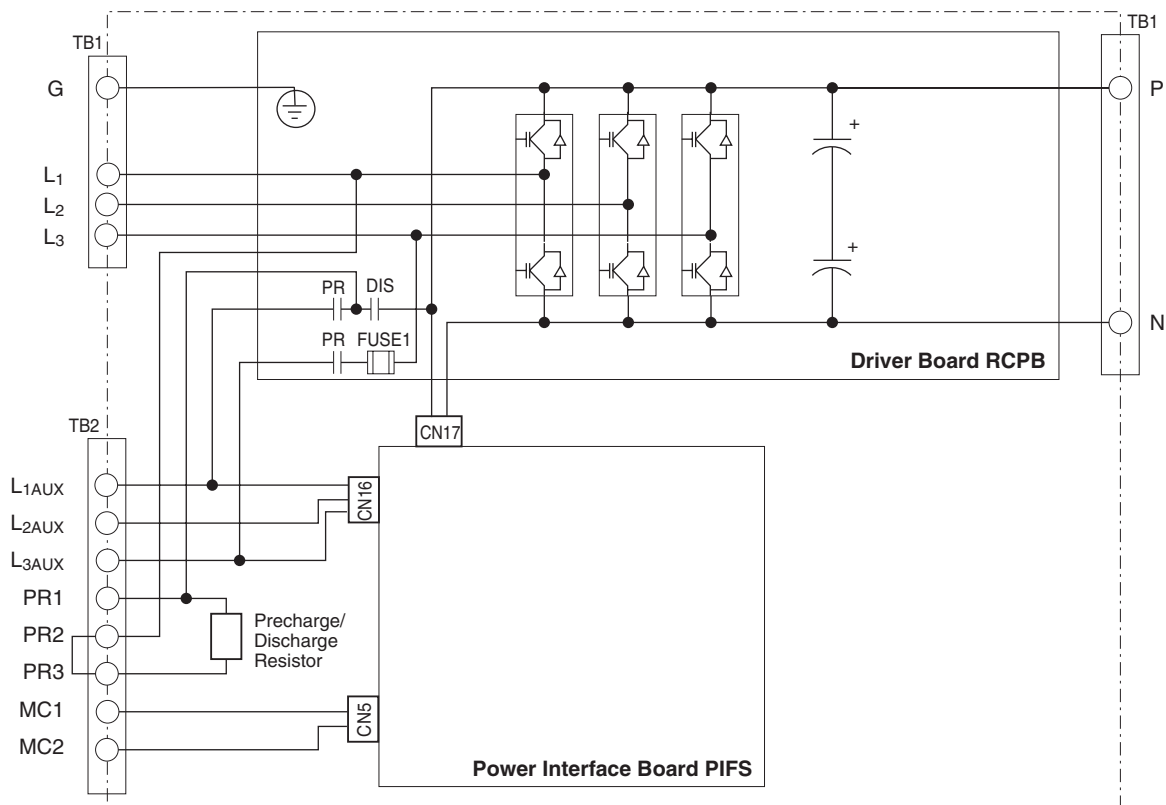 TB1
TB1
G
P
L1
L2
L3
PR
DIS
+
+
N
PR
FUSE1
Driver Board RCPB
TB2
CN17
L1AUX
CN16
L2AUX
L3AUX
PR1
Precharge/
Discharge
Resistor
PR2
PR3
MC1
CN5
MC2
Power Interface Board PIFS